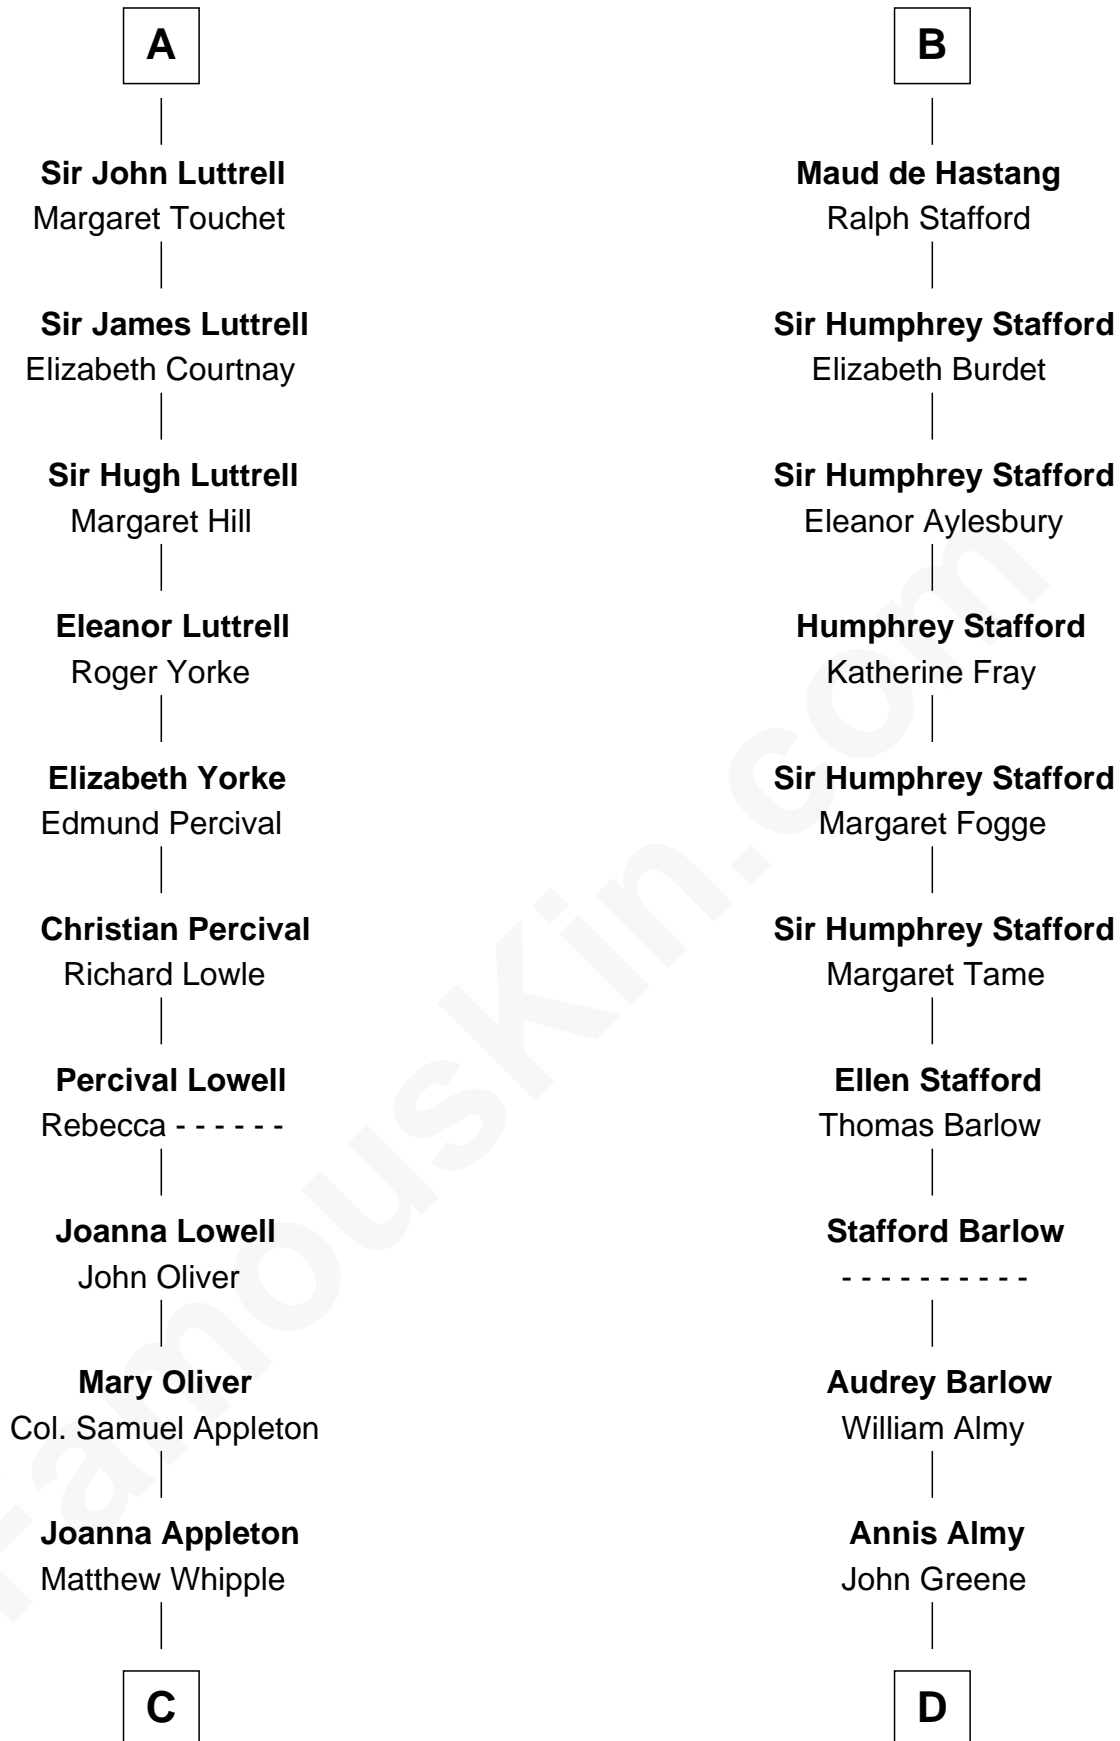 A
Sir John Luttrell
Margaret Touchet
Sir James Luttrell
Elizabeth Courtnay
Sir Hugh Luttrell
Margaret Hill
Eleanor Luttrell
Roger Yorke
Elizabeth Yorke
Edmund Percival
Christian Percival
Richard Lowle
Percival Lowell
Rebecca - - - - - -
Joanna Lowell
John Oliver
Mary Oliver
Col. Samuel Appleton
Joanna Appleton
Matthew Whipple
C
B
Maud de Hastang
Ralph Stafford
Sir Humphrey Stafford
Elizabeth Burdet
Sir Humphrey Stafford
Eleanor Aylesbury
Humphrey Stafford
Katherine Fray
Sir Humphrey Stafford
Margaret Fogge
Sir Humphrey Stafford
Margaret Tame
Ellen Stafford
Thomas Barlow
Stafford Barlow
- - - - - - - - - -
Audrey Barlow
William Almy
Annis Almy
John Greene
D
FamousKin.com